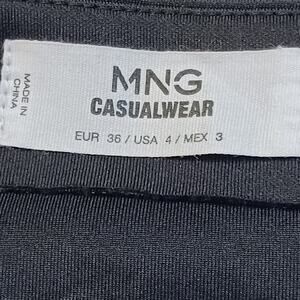 MNG
CASUALWEAR
EUR 36 / USA 4 / MEX 3
MADE IN
CHINA